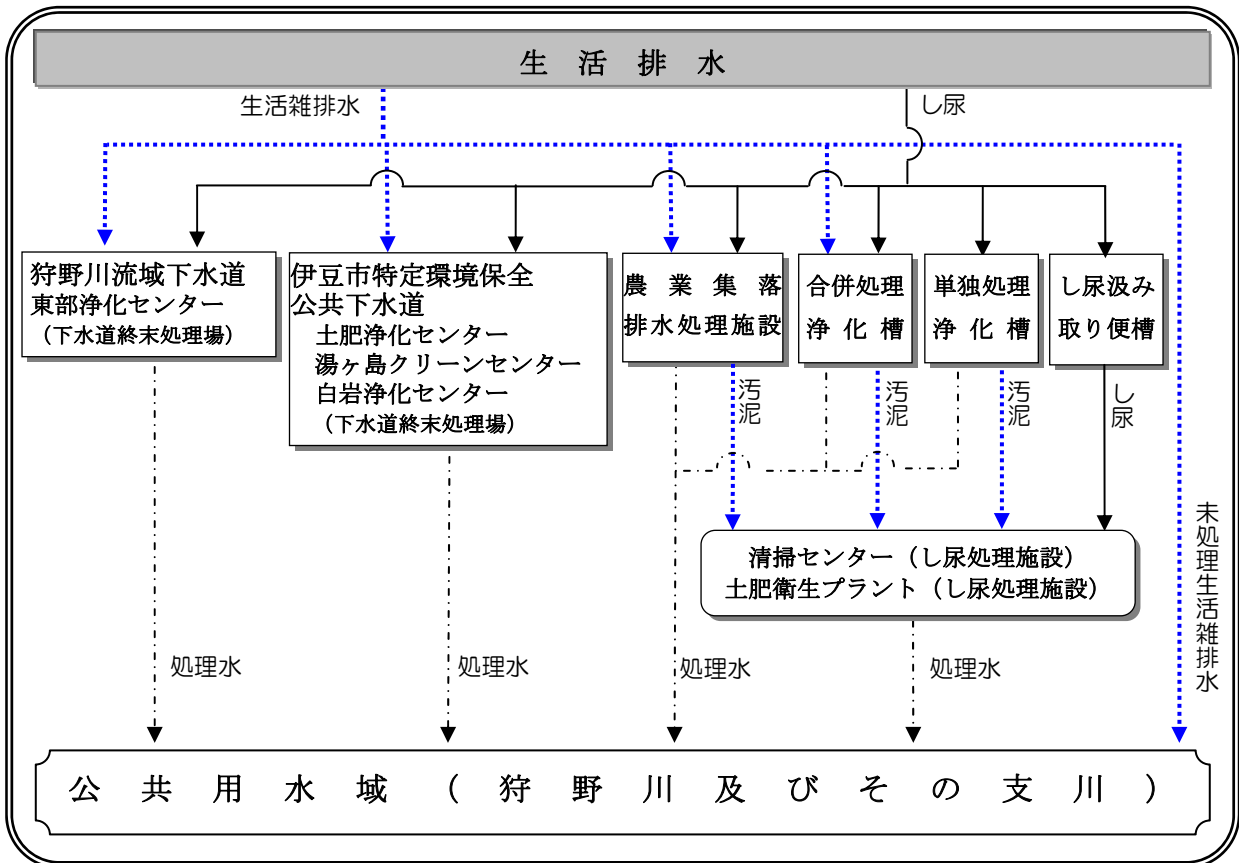 生活排水
生活雑排水
し尿
狩野川流域下水道
東部浄化センター
(下水道終末処理場)
伊豆市特定環境保全
公共下水道
土肥浄化センター
湯ヶ島クリーンセンター
白岩浄化センター
(下水道終末処理場)
農業集落
排水処理施設
合併処理
浄化槽
単独処理
浄化槽
し尿汲み
取り便槽
汚泥
汚泥
汚泥
し尿
清掃センター(し尿処理施設)
土肥衛生プラント(し尿処理施設)
未処理生活雑排水
処理水
処理水
処理水
処理水
公共用水域(狩野川及びその支川)